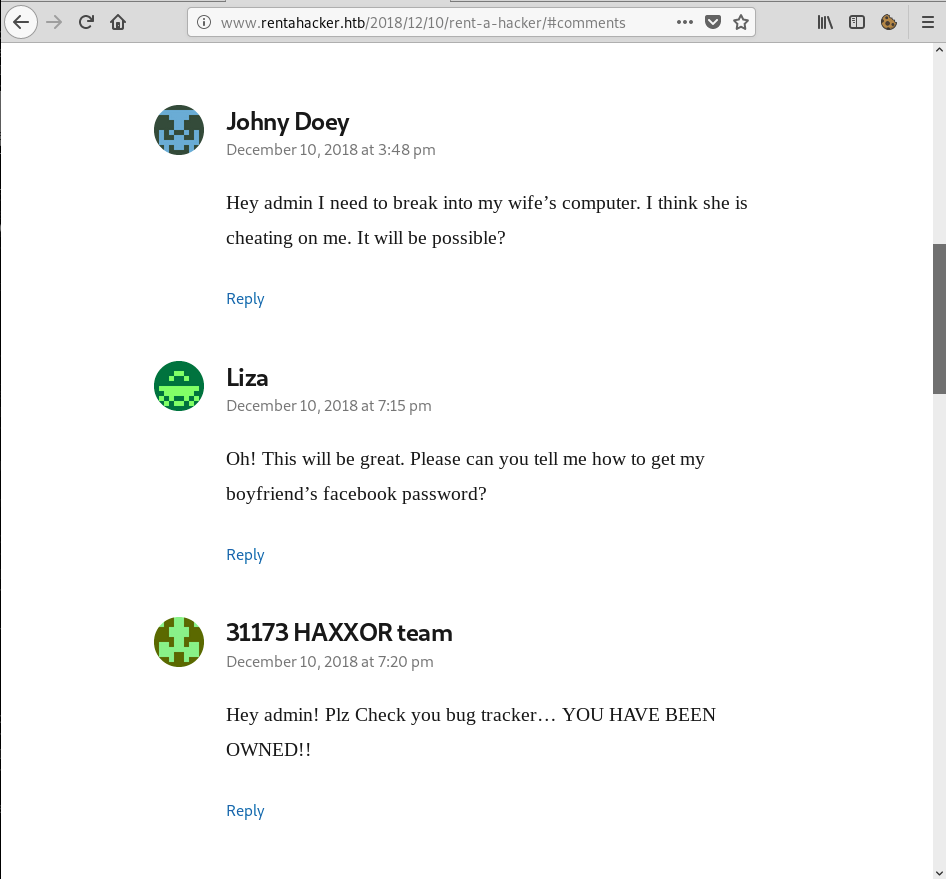 www.rentahacker.htb/2018/12/10/rent-a-hacker/#comments
Johny Doey
December 10, 2018 at 3:48 pm
Hey admin I need to break into my wife’s computer. I think she is
cheating on me. It will be possible?
Reply
Liza
December 10, 2018 at 7:15 pm
Oh! This will be great. Please can you tell me how to get my
boyfriend’s facebook password?
Reply
31173 HAXXOR team
December 10, 2018 at 7:20 pm
Hey admin! Plz Check you bug tracker… YOU HAVE BEEN
OWNED!!
Reply